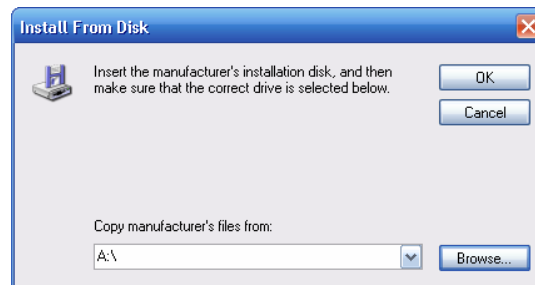 Install From Disk
Insert the manufacturer's installation disk, and then
make sure that the correct drive is selected below.
OK
Cancel
Copy manufacturer's files from:
A:\
Browse...